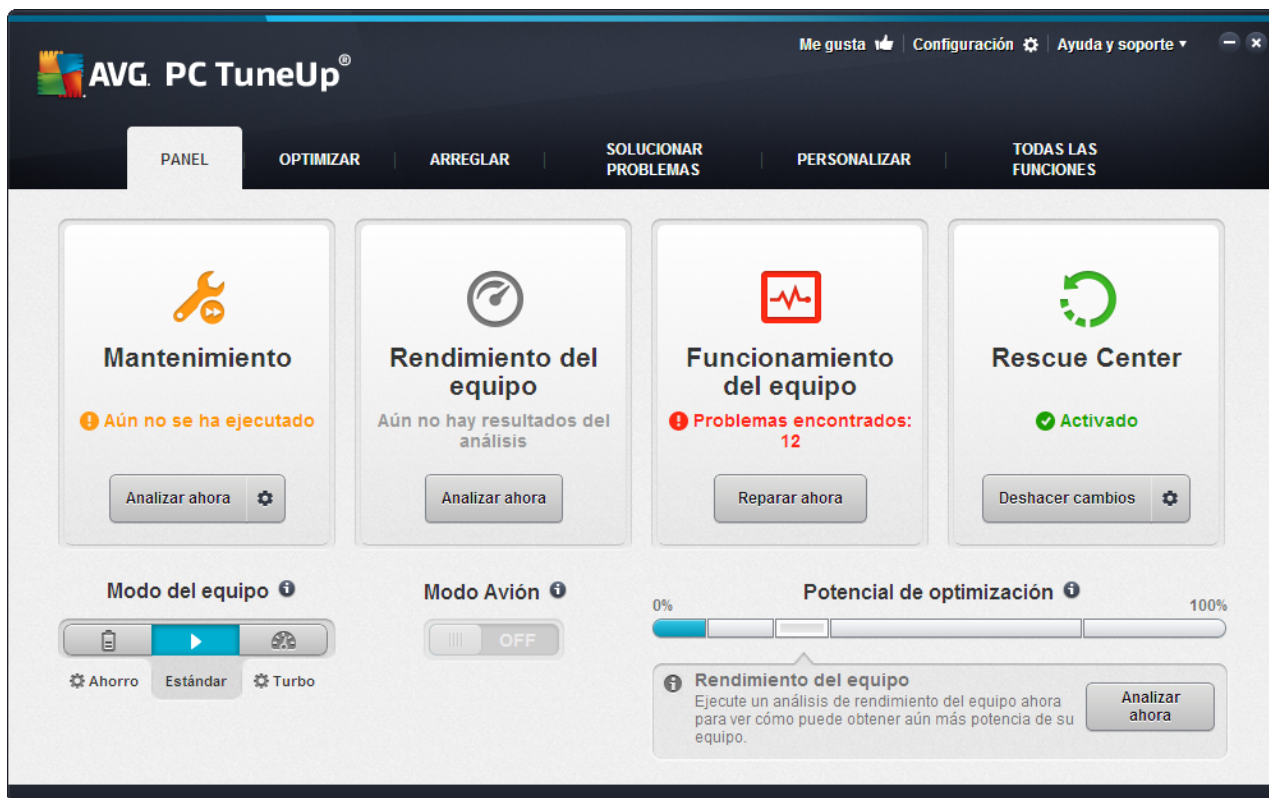 Me gusta
Configuración
Ayuda y soporte
AVG. PC TuneUp®
PANEL
OPTIMIZAR
ARREGLAR
SOLUCIONAR
PROBLEMAS
PERSONALIZAR
TODAS LAS
FUNCIONES
Mantenimiento
Aún no se ha ejecutado
Analizar ahora
Rendimiento del
equipo
Aún no hay resultados del
análisis
Analizar ahora
Funcionamiento
del equipo
Problemas encontrados:
12
Reparar ahora
Rescue Center
Activado
Deshacer cambios
Modo del equipo
Ahorro
Estándar
Turbo
Modo Avión
OFF
Potencial de optimización
0%
100%
Rendimiento del equipo
Ejecute un análisis de rendimiento del equipo ahora
para ver cómo puede obtener aún más potencia de su
equipo.
Analizar
ahora